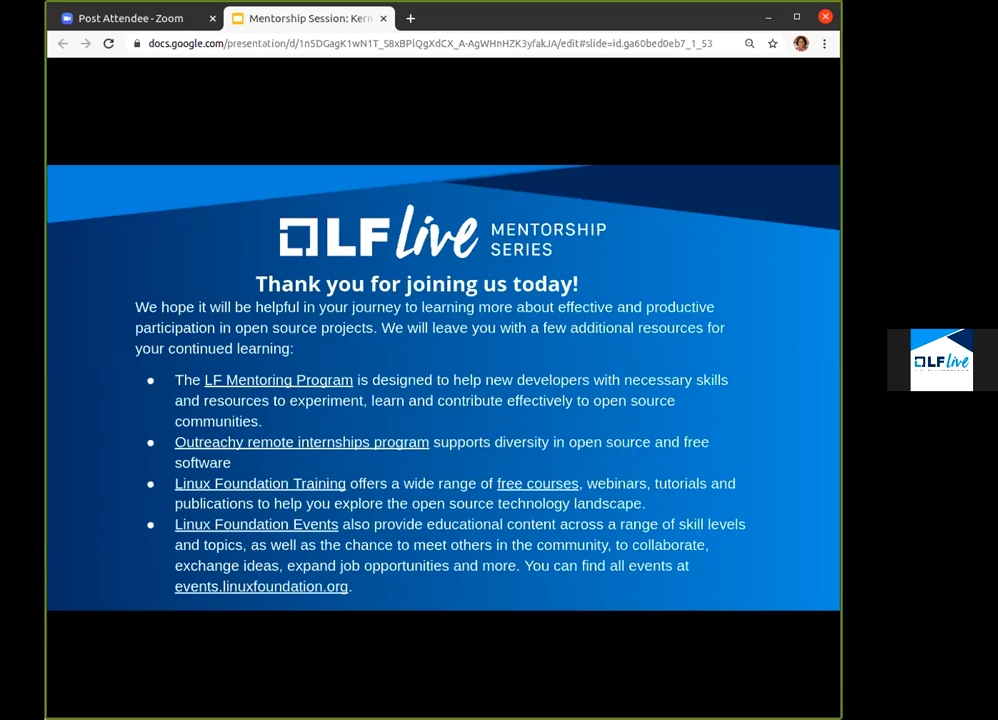 Post Attendee - Zoom
Mentorship Session: Kern
docs.google.com/presentation/d/1n5DGagK1wN1T_S8xBPlQgXdCX_A-AgWHnHZK3yfakJA/edit#slide=id.ga60bed0eb7_1_53
LF live MENTORSHIP
SERIES
Thank you for joining us today!
We hope it will be helpful in your journey to learning more about effective and productive
participation in open source projects. We will leave you with a few additional resources for
your continued learning:
● The LF Mentoring Program is designed to help new developers with necessary skills
and resources to experiment, learn and contribute effectively to open source
communities.
● Outreachy remote internships program supports diversity in open source and free
software
● Linux Foundation Training offers a wide range of free courses, webinars, tutorials and
publications to help you explore the open source technology landscape.
● Linux Foundation Events also provide educational content across a range of skill levels
and topics, as well as the chance to meet others in the community, to collaborate,
exchange ideas, expand job opportunities and more. You can find all events at
events.linuxfoundation.org.
LF live